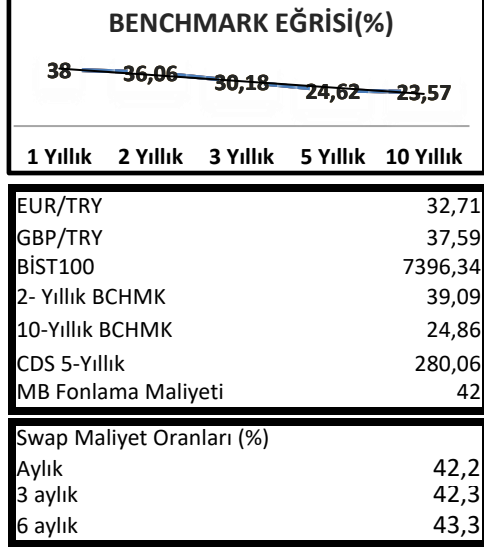 BENCHMARK EĞRİSİ(%)
38 36,06 30,18 24,62 23,57
1 Yıllık 2 Yıllık 3 Yıllık 5 Yıllık 10 Yıllık
EUR/TRY 32,71
GBP/TRY 37,59
BİST100 7396,34
2- Yıllık BCHMK 39,09
10-Yıllık BCHMK 24,86
CDS 5-Yıllık 280,06
MB Fonlama Maliyeti 42
Swap Maliyet Oranları (%)
Aylık 42,2
3 aylık 42,3
6 aylık 43,3